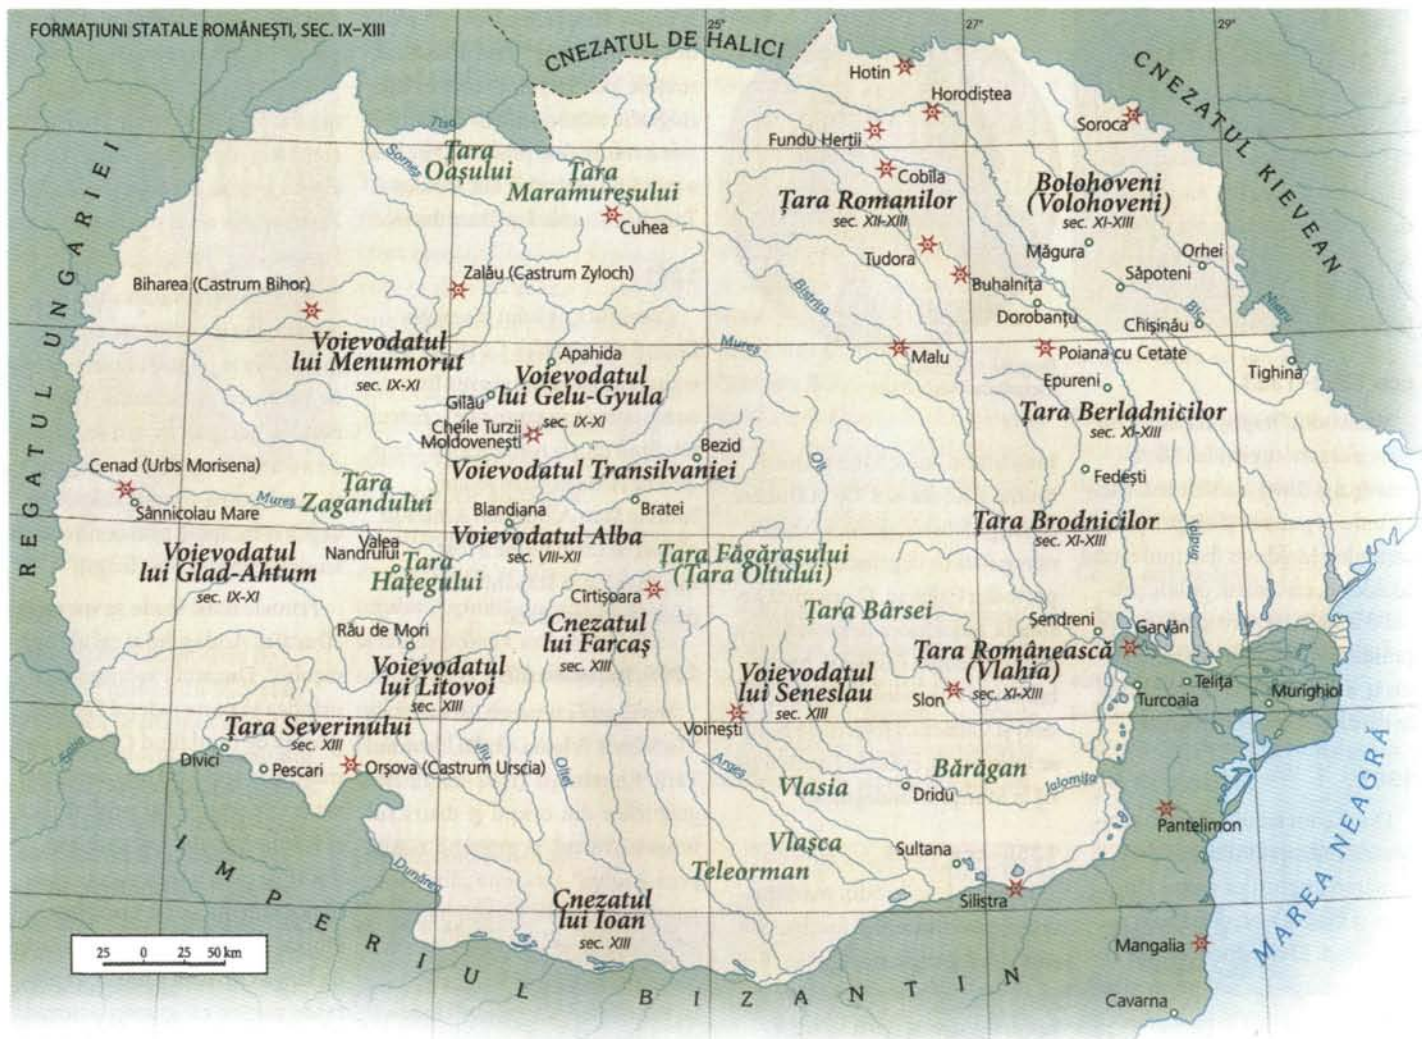 FORMAȚIUNI STATALE ROMÂNEȘTI, SEC. IX–XIII
25°
27°
29°
CNEZATUL DE HALICI
CNEZATUL KIEVEAN
REGATUL UNGARIEI
IMPERIUL BIZANTIN
MAREA NEAGRĂ
Hotin
Horodiștea
Soroca
Fundu Herții
Cobîla
Tisa
Someș
Țara
Oașului
Țara
Maramureșului
Cuhea
Țara Romanilor
sec. XII-XIII
Bolohoveni
(Volohoveni)
sec. XI-XIII
Măgura
Orhei
Săpoteni
Tudora
Buhalnița
Dorobanțu
Bîc
Nistru
Chișinău
Tighina
Biharea (Castrum Bihor)
Zalău (Castrum Zyloch)
Bistrița
Mureș
Malu
Poiana cu Cetate
Epureni
Voievodatul
lui Menumorut
sec. IX-XI
Apahida
Voievodatul
lui Gelu-Gyula
sec. IX-XI
Gilău
Cheile Turzii
Moldovenești
Bezid
Olt
Țara Berladnicilor
sec. XI-XIII
Fedești
Cenad (Urbs Morisena)
Sânnicolau Mare
Mureș
Țara
Zagandului
Voievodatul Transilvaniei
Blandiana
Bratei
Voievodatul Alba
sec. VIII-XII
Țara Brodnicilor
sec. XI-XIII
Ialpug
Voievodatul
lui Glad-Ahtum
sec. IX-XI
Valea
Nandrului
Țara
Hațegului
Țara Făgărașului
(Țara Oltului)
Cîrtișoara
Țara Bârsei
Cnezatul
lui Farcaș
sec. XIII
Rău de Mori
Voievodatul
lui Litovoi
sec. XIII
Șendreni
Garvăn
Țara Românească
(Vlahia)
sec. XI-XIII
Slon
Turcoaia
Telița
Murighiol
Voievodatul
lui Seneslau
sec. XIII
Voinești
Țara Severinului
sec. XIII
Divici
Pescari
Orșova (Castrum Urscia)
Jiu
Olteț
Argeș
Bărăgan
Ialomița
Vlasia
Dridu
Pantelimon
Vlașca
Teleorman
Sultana
Silistra
Dunărea
Cnezatul
lui Ioan
sec. XIII
Mangalia
Cavarna
25 0 25 50 km